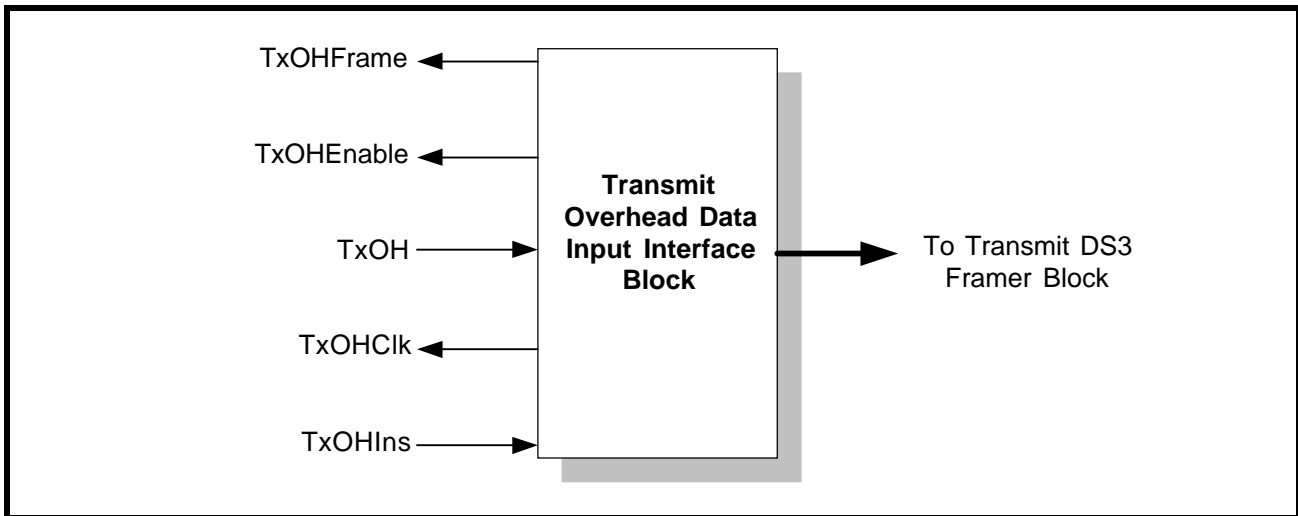 TxOHFrame
TxOHEnable
TxOH
TxOHClk
TxOHIns
Transmit
Overhead Data
Input Interface
Block
To Transmit DS3
Framer Block